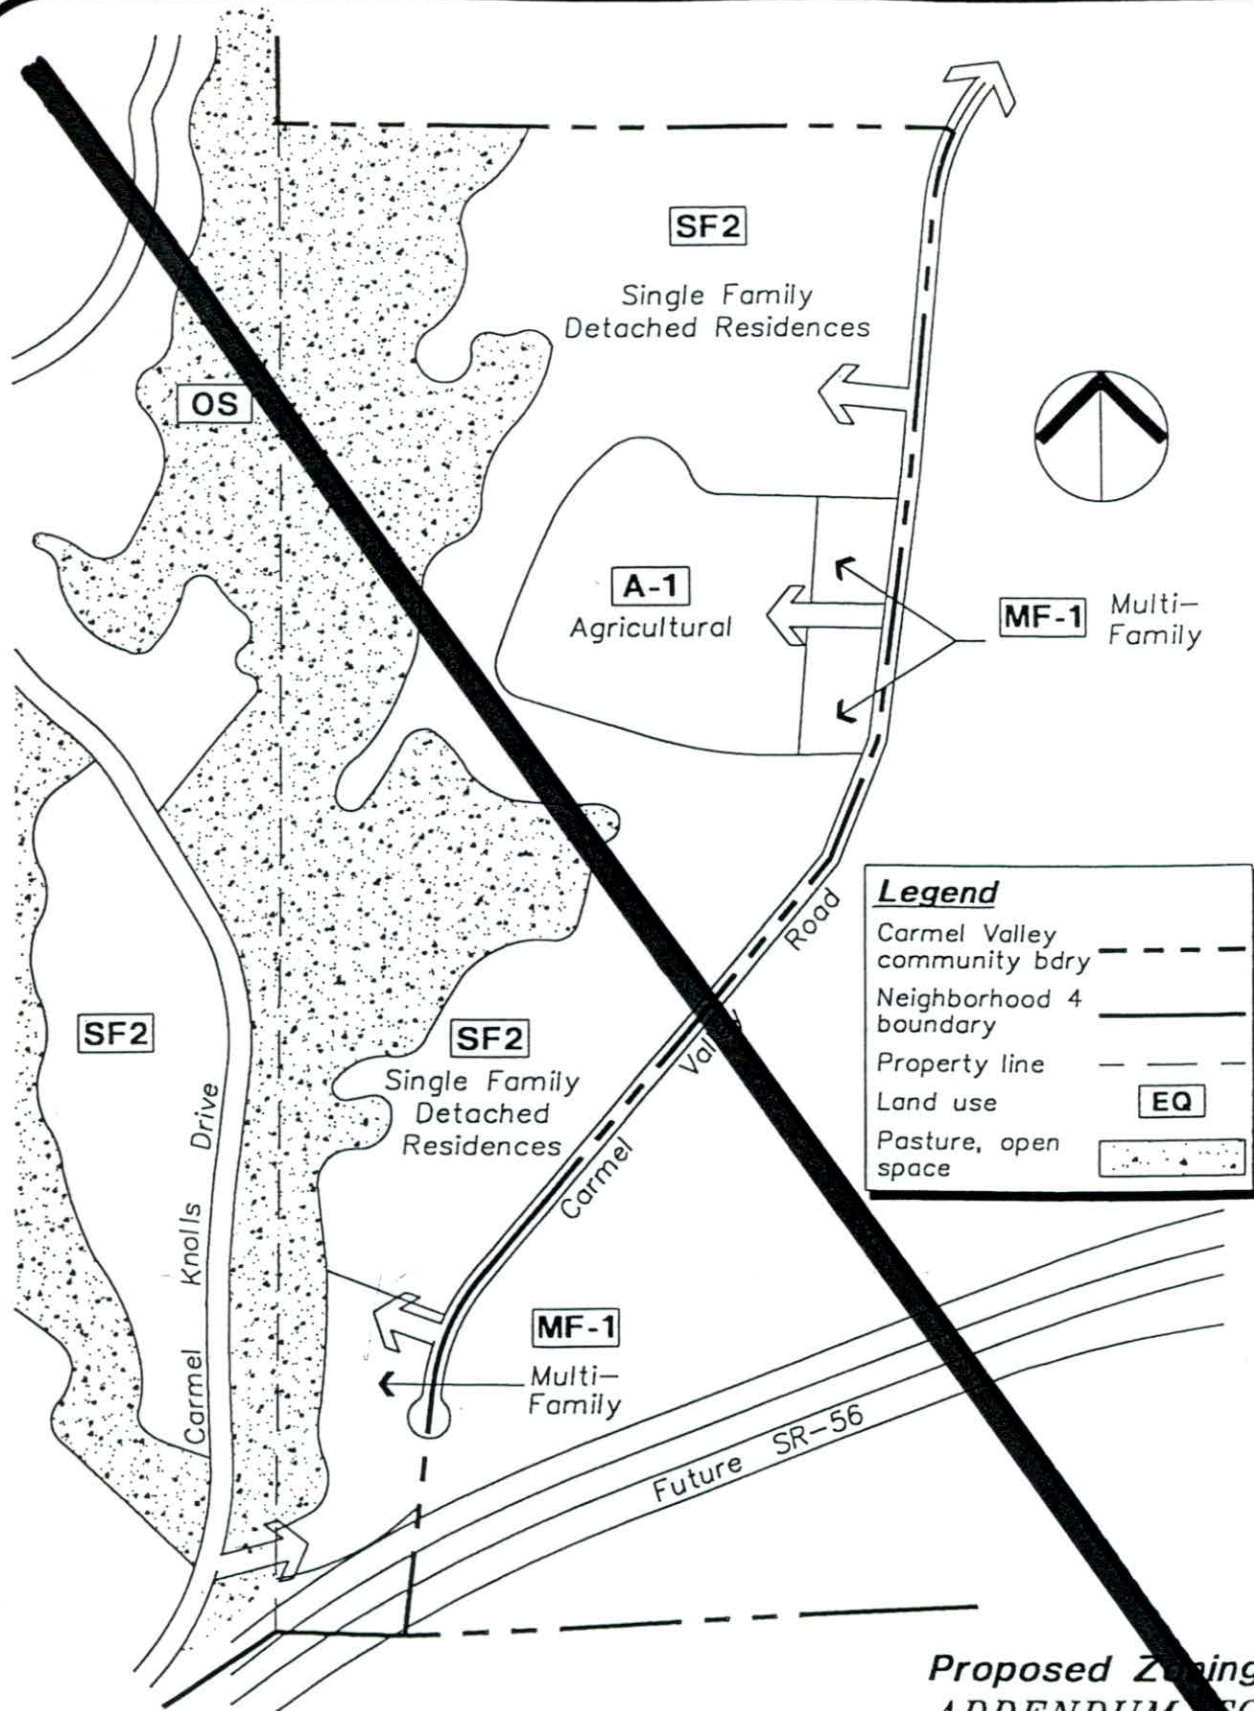 SF2
Single Family
Detached Residences
OS
A-1
Agricultural
MF-1
Multi-
Family
Road
Legend
Carmel Valley
community bdry
Neighborhood 4
boundary
Property line
Land use
EQ
Pasture, open
space
SF2
SF2
Single Family
Detached
Residences
Carmel
Carmel Knolls Drive
MF-1
Multi-
Family
Future SR-56
Proposed